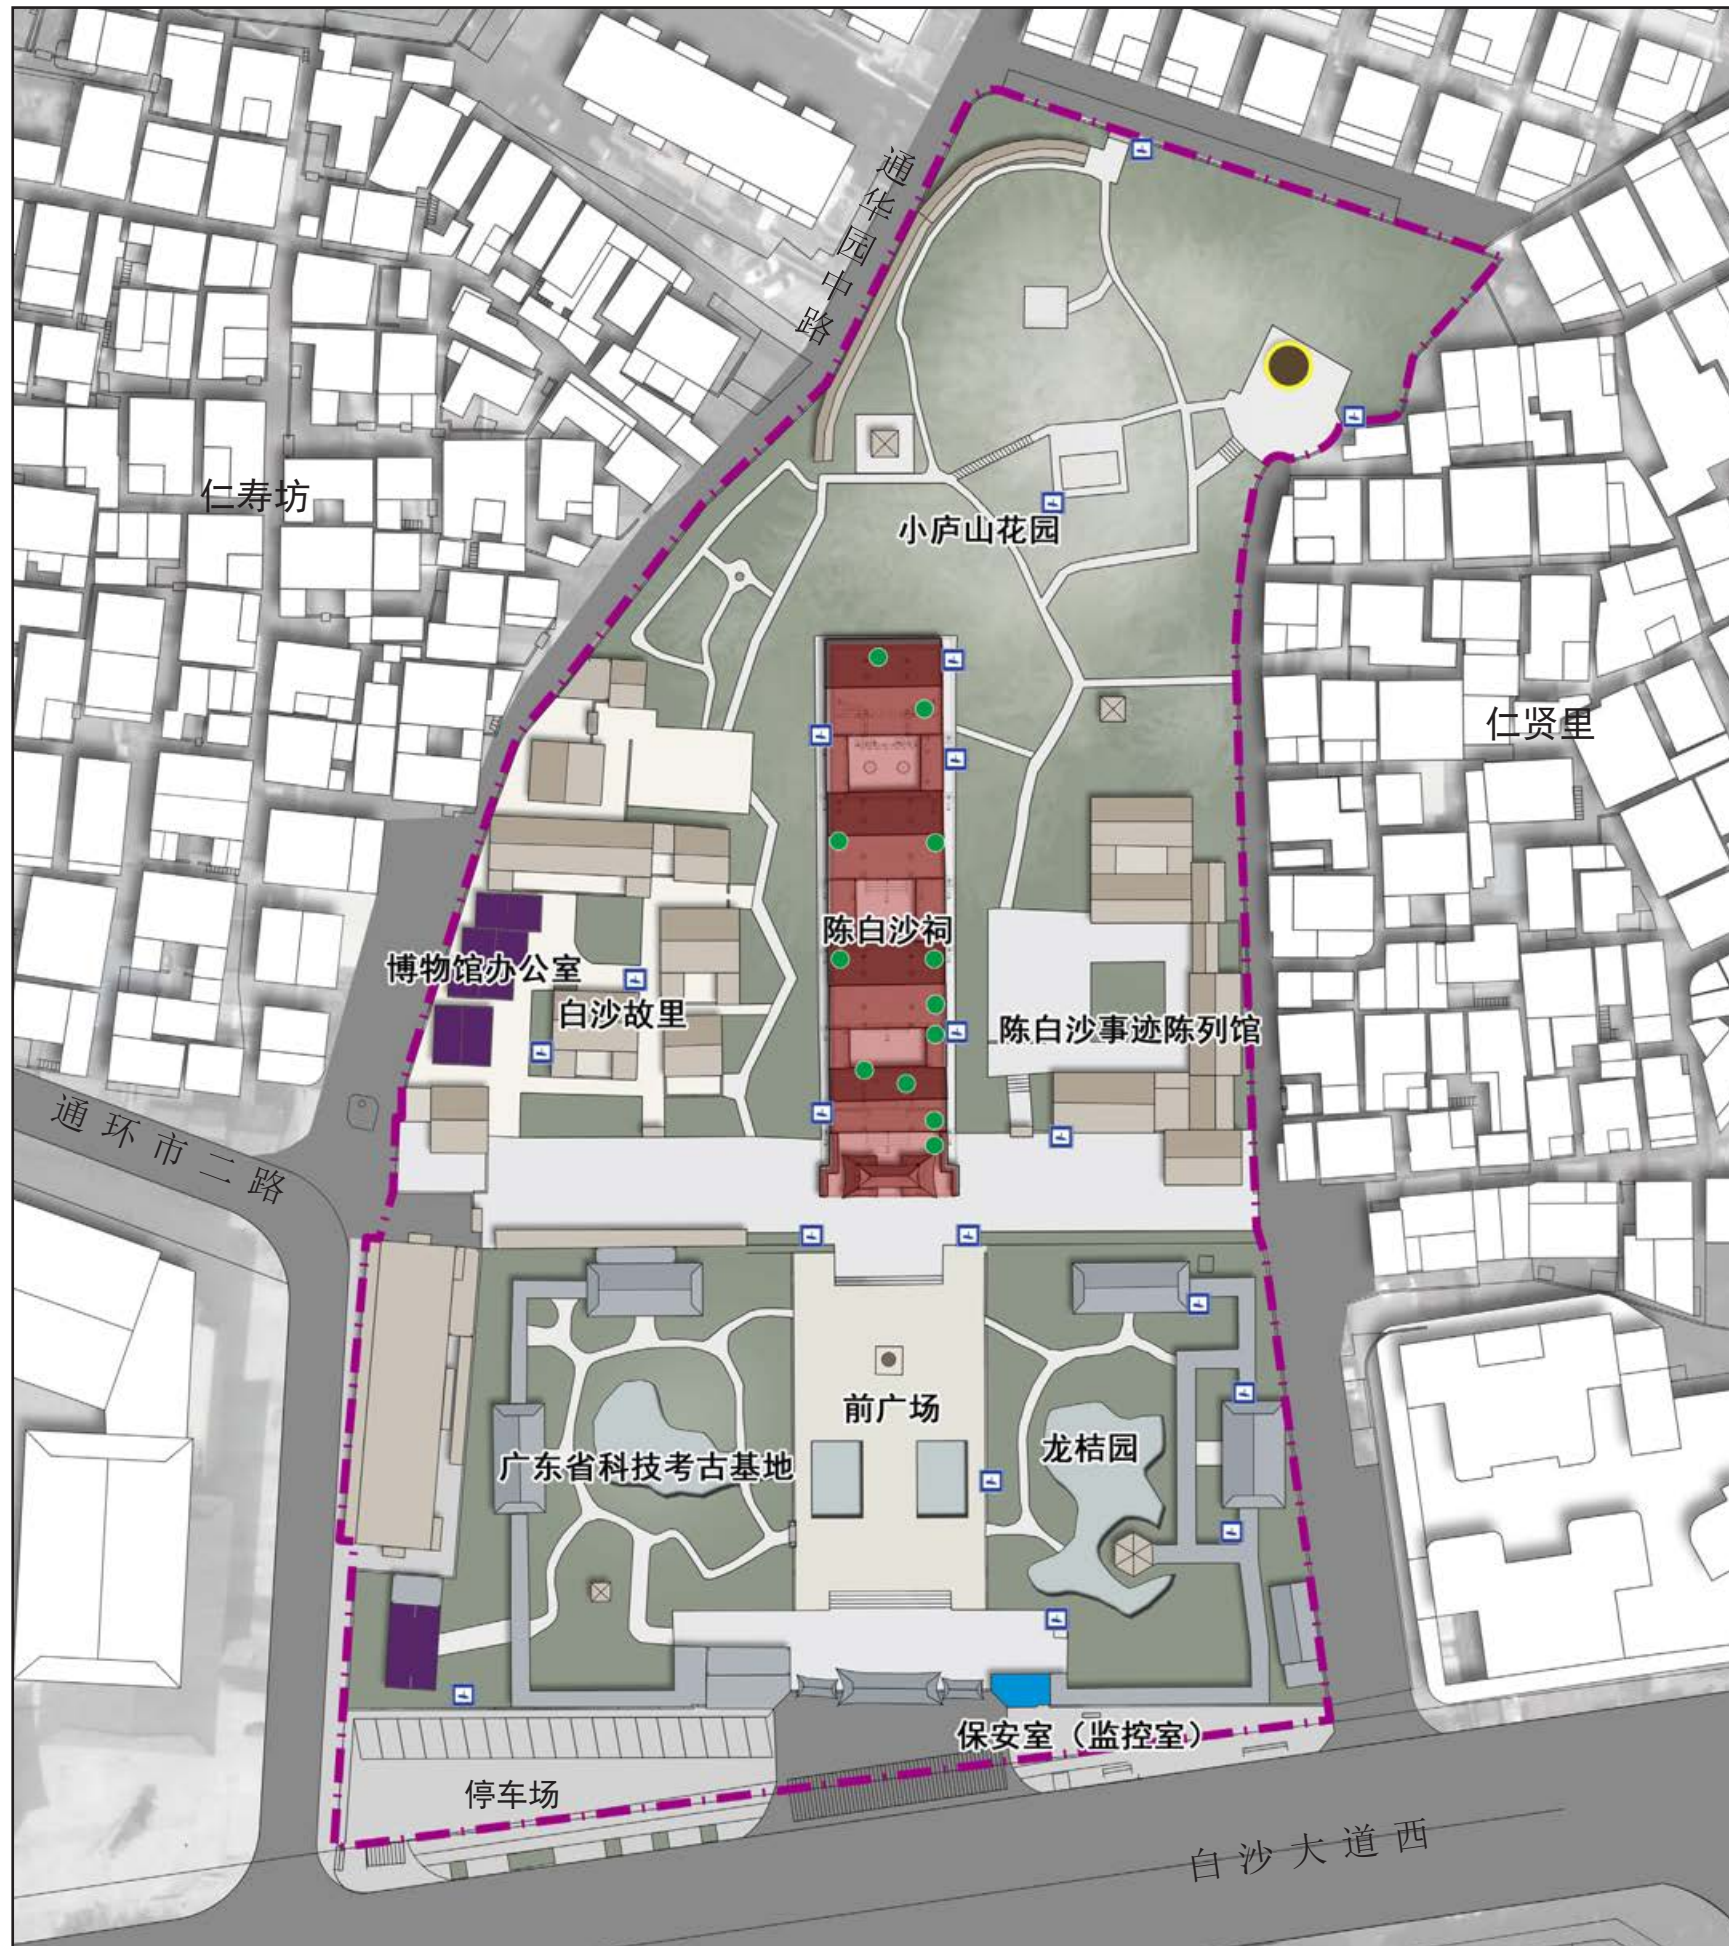 通华园中路
仁寿坊
小庐山花园
仁贤里
陈白沙祠
博物馆办公室
白沙故里
陈白沙事迹陈列馆
通环市二路
前广场
龙桔园
广东省科技考古基地
保安室（监控室）
停车场
白沙大道西